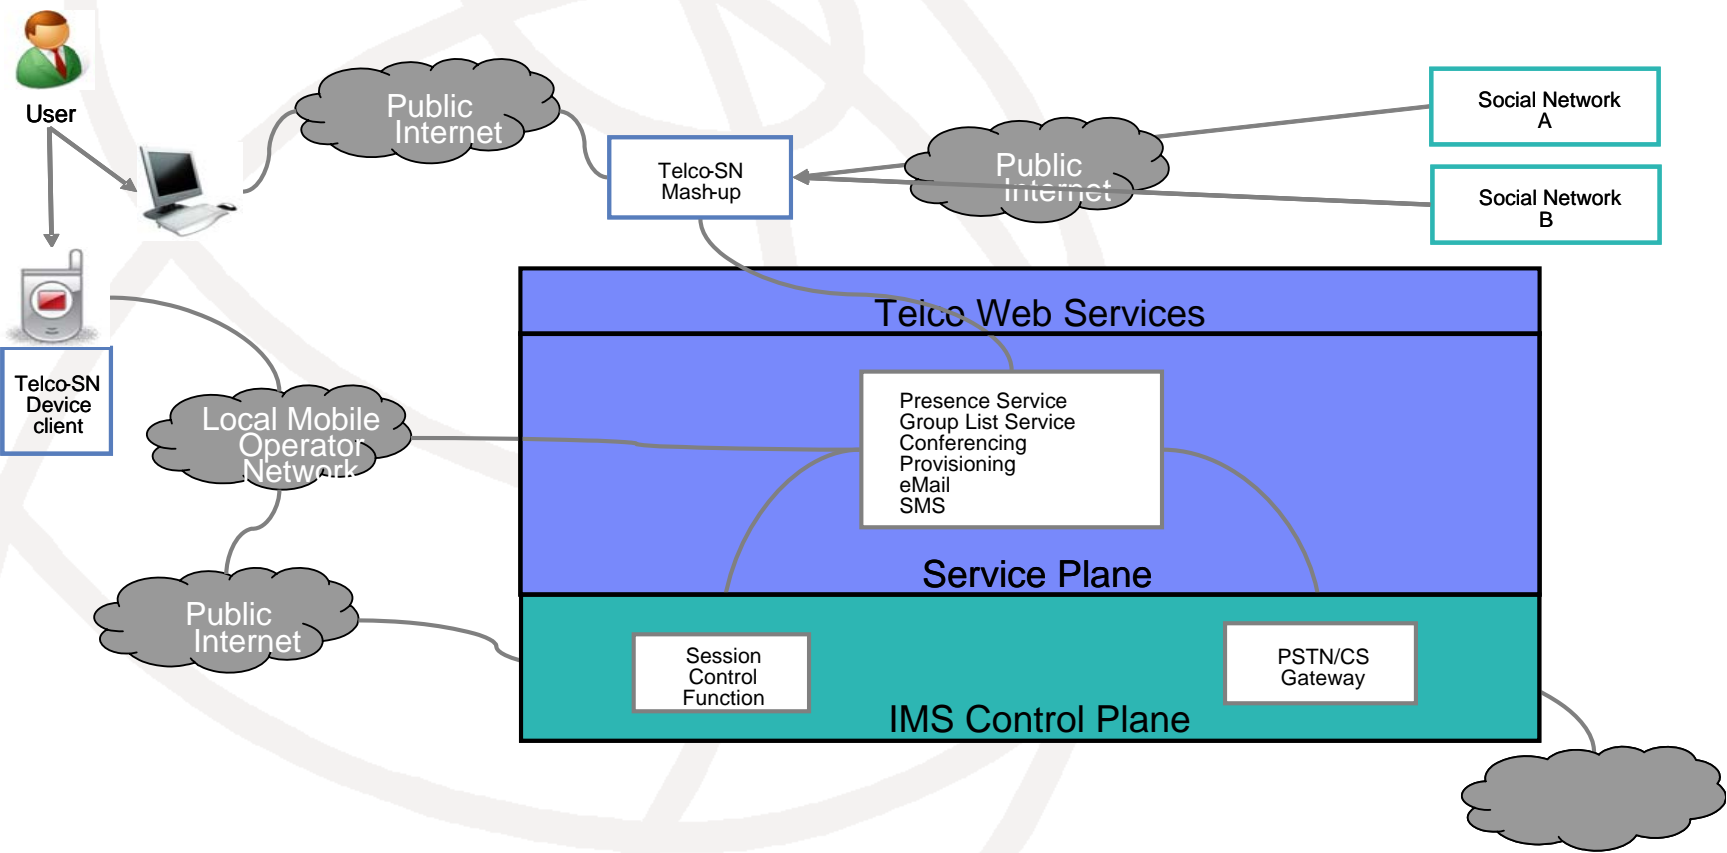 User
Public
Internet
Telco-SN
Mash-up
Public
Internet
Social Network
A
Social Network
B
Telco Web Services
Telco-SN
Device
client
Local Mobile
Operator
Network
Presence Service
Group List Service
Conferencing
Provisioning
eMail
SMS
Service Plane
Public
Internet
Session
Control
Function
PSTN/CS
Gateway
IMS Control Plane